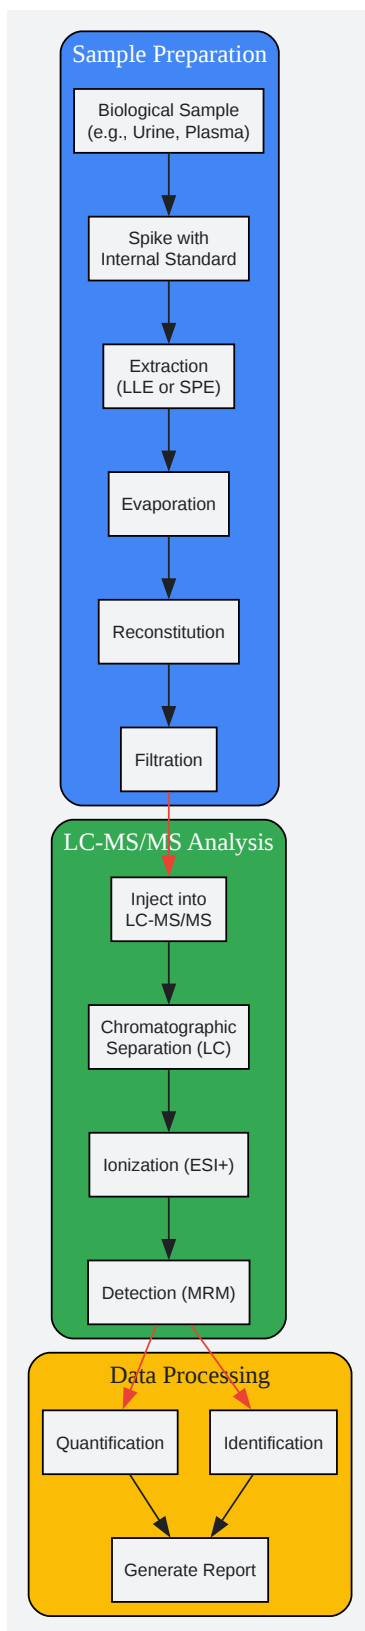 Sample Preparation
Biological Sample
(e.g., Urine, Plasma)
Spike with
Internal Standard
Extraction
(LLE or SPE)
Evaporation
Reconstitution
Filtration
LC-MS/MS Analysis
Inject into
LC-MS/MS
Chromatographic
Separation (LC)
Ionization (ESI+)
Detection (MRM)
Data Processing
Quantification
Identification
Generate Report